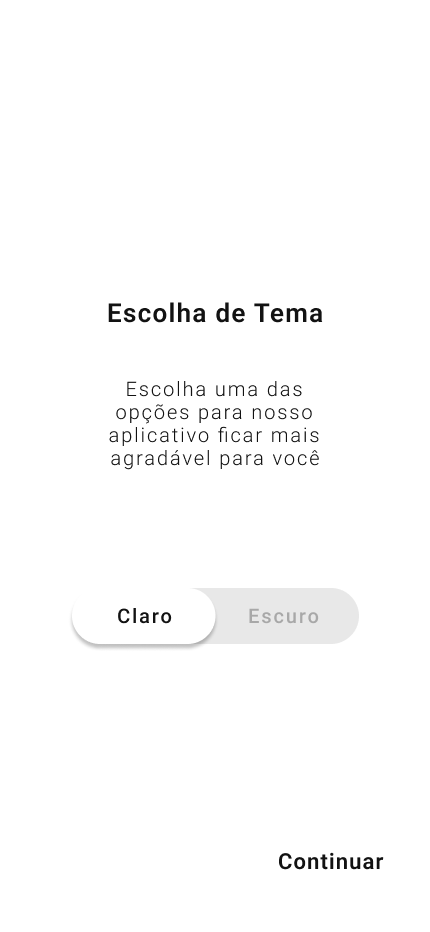 Escolha de Tema
Escolha uma das
opções para nosso
aplicativo ficar mais
agradável para você
Claro Escuro
Continuar